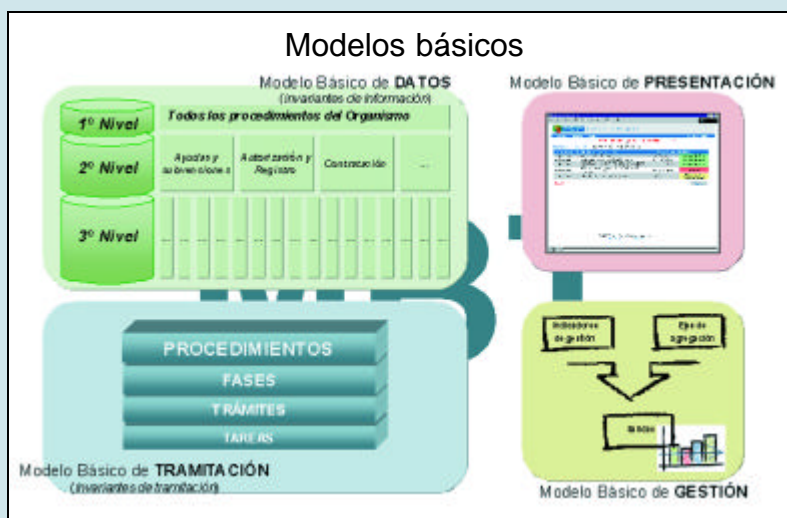 Modelos básicos
Modelo Básico de DATOS
(invariantes de información)
1º Nivel
Todos los procedimientos del Organismo
2º Nivel
Ayudas y subvenciones
Autorización y Registro
Contratación
...
3º Nivel
Modelo Básico de PRESENTACIÓN
PROCEDIMIENTOS
FASES
TRÁMITES
TAREAS
Modelo Básico de TRAMITACIÓN
(invariantes de tramitación)
Indicadores
de gestión
Ejes de
agregación
Modelo Básico de GESTIÓN